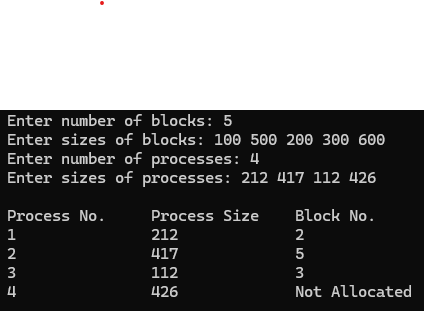 Enter number of blocks: 5
Enter sizes of blocks: 100 500 200 300 600
Enter number of processes: 4
Enter sizes of processes: 212 417 112 426
Process No. Process Size Block No.
1 212 2
2 417 5
3 112 3
4 426 Not Allocated